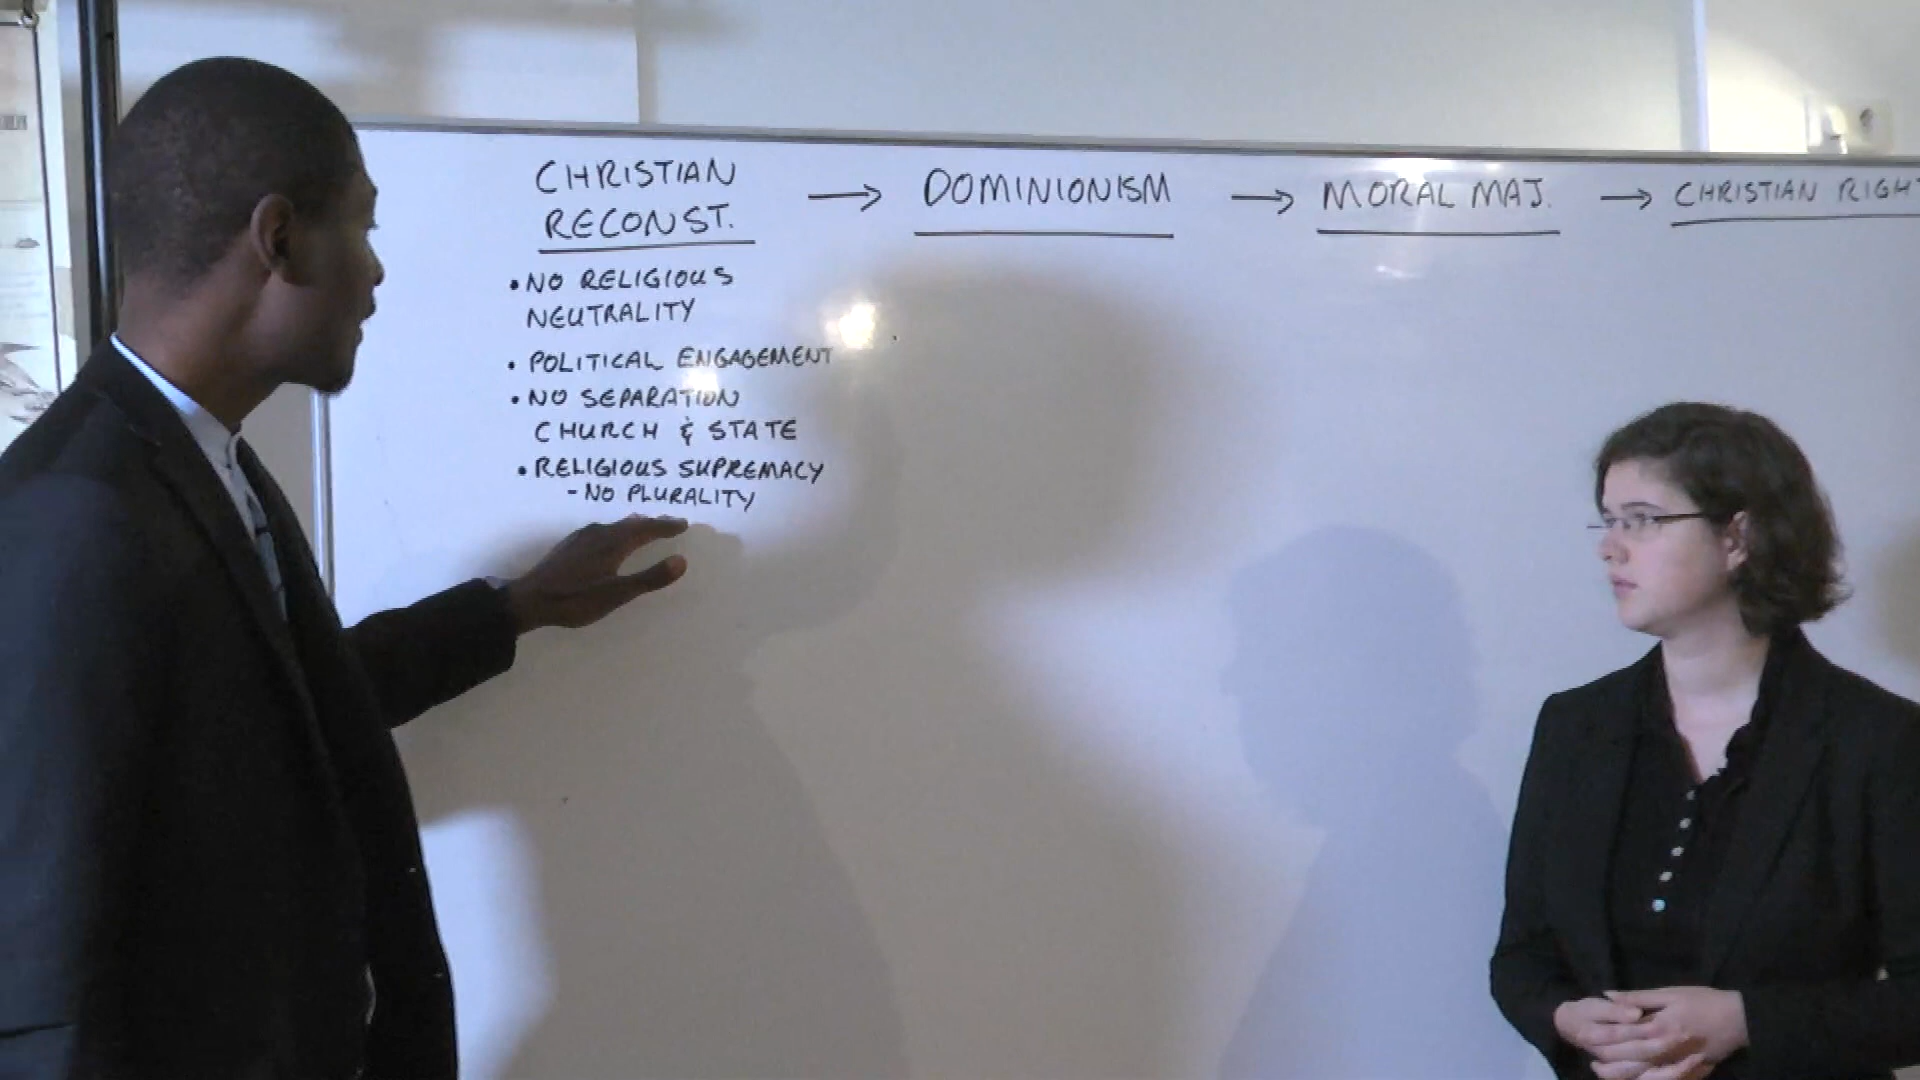 CHRISTIAN RECONST. → DOMINIONISM → MORAL MAJ. → CHRISTIAN RIGHT
• NO RELIGIOUS
NEUTRALITY
• POLITICAL ENGAGEMENT
• NO SEPARATION
CHURCH & STATE
• RELIGIOUS SUPREMACY
- NO PLURALITY